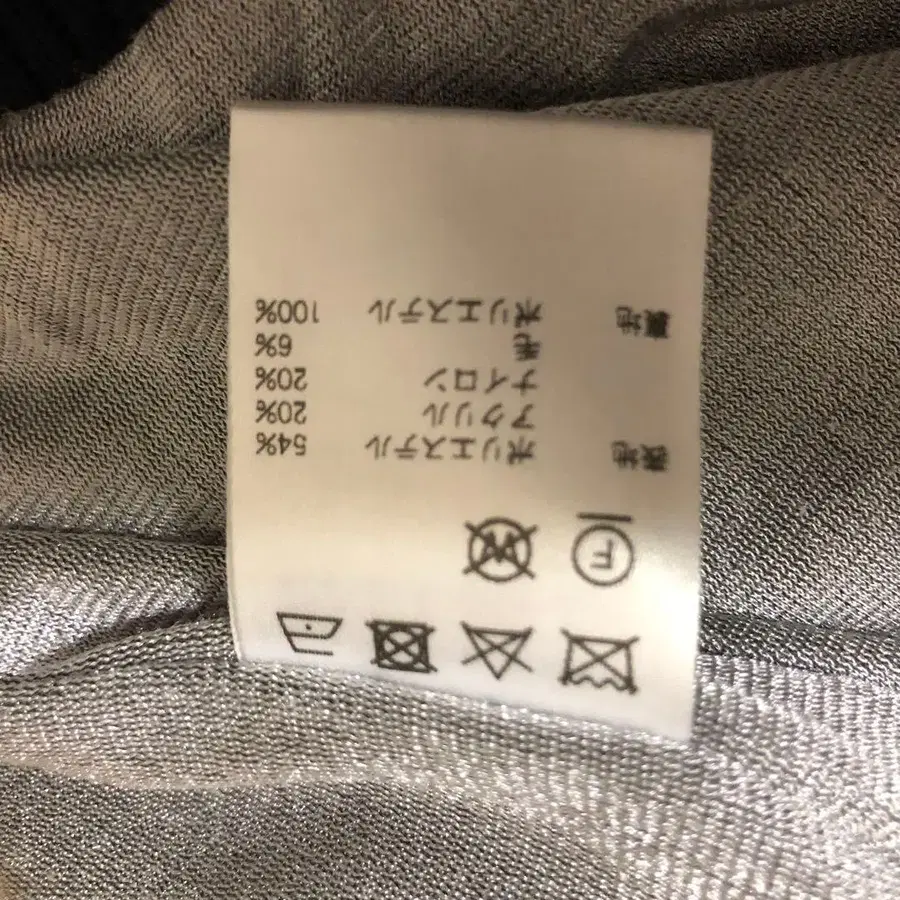 F W
表地 ポリエステル 54%
アクリル 20%
ナイロン 20%
毛 6%
裏地 ポリエステル 100%